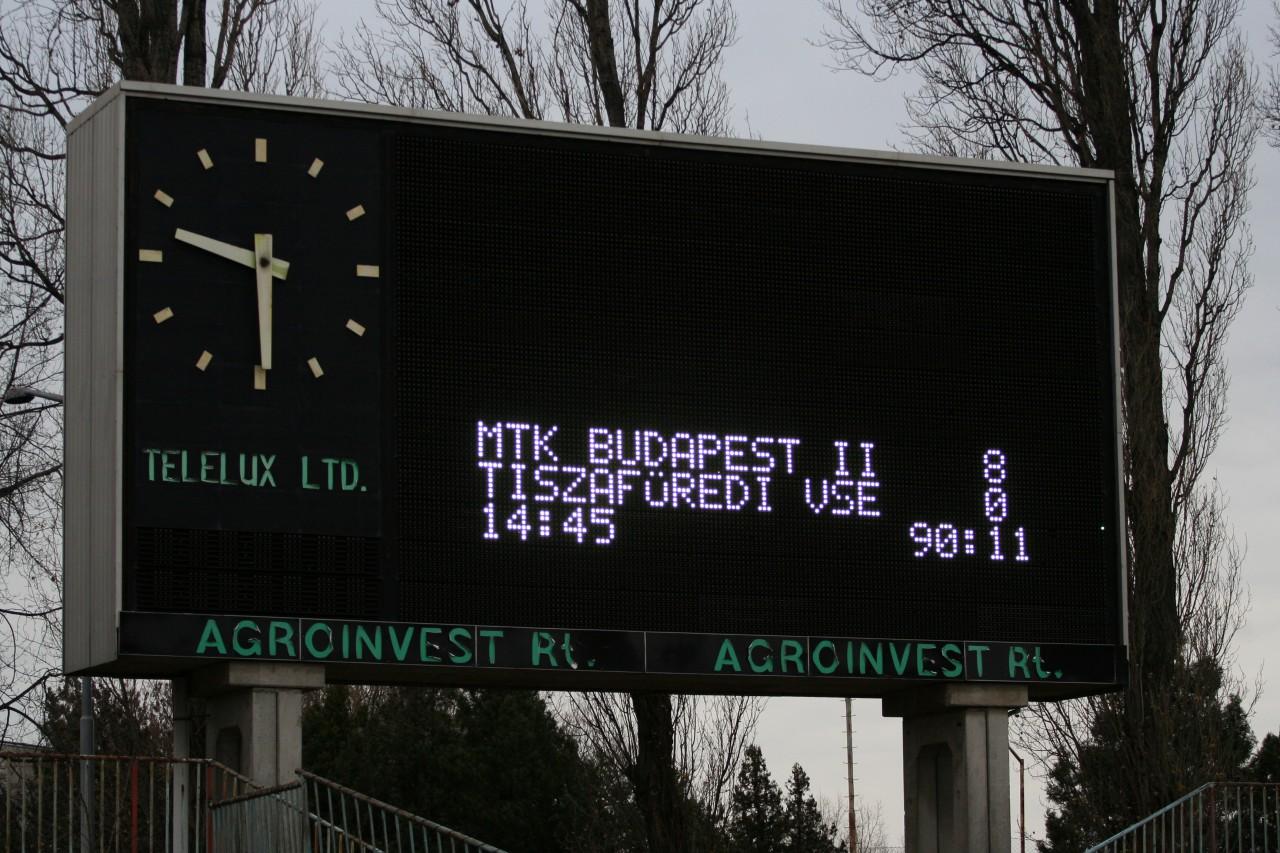 MTK BUDAPEST II 8
TISZAFÜREDI VSE 0
14:45 90:11
TELELUX LTD.
AGROINVEST Rt. AGROINVEST Rt.